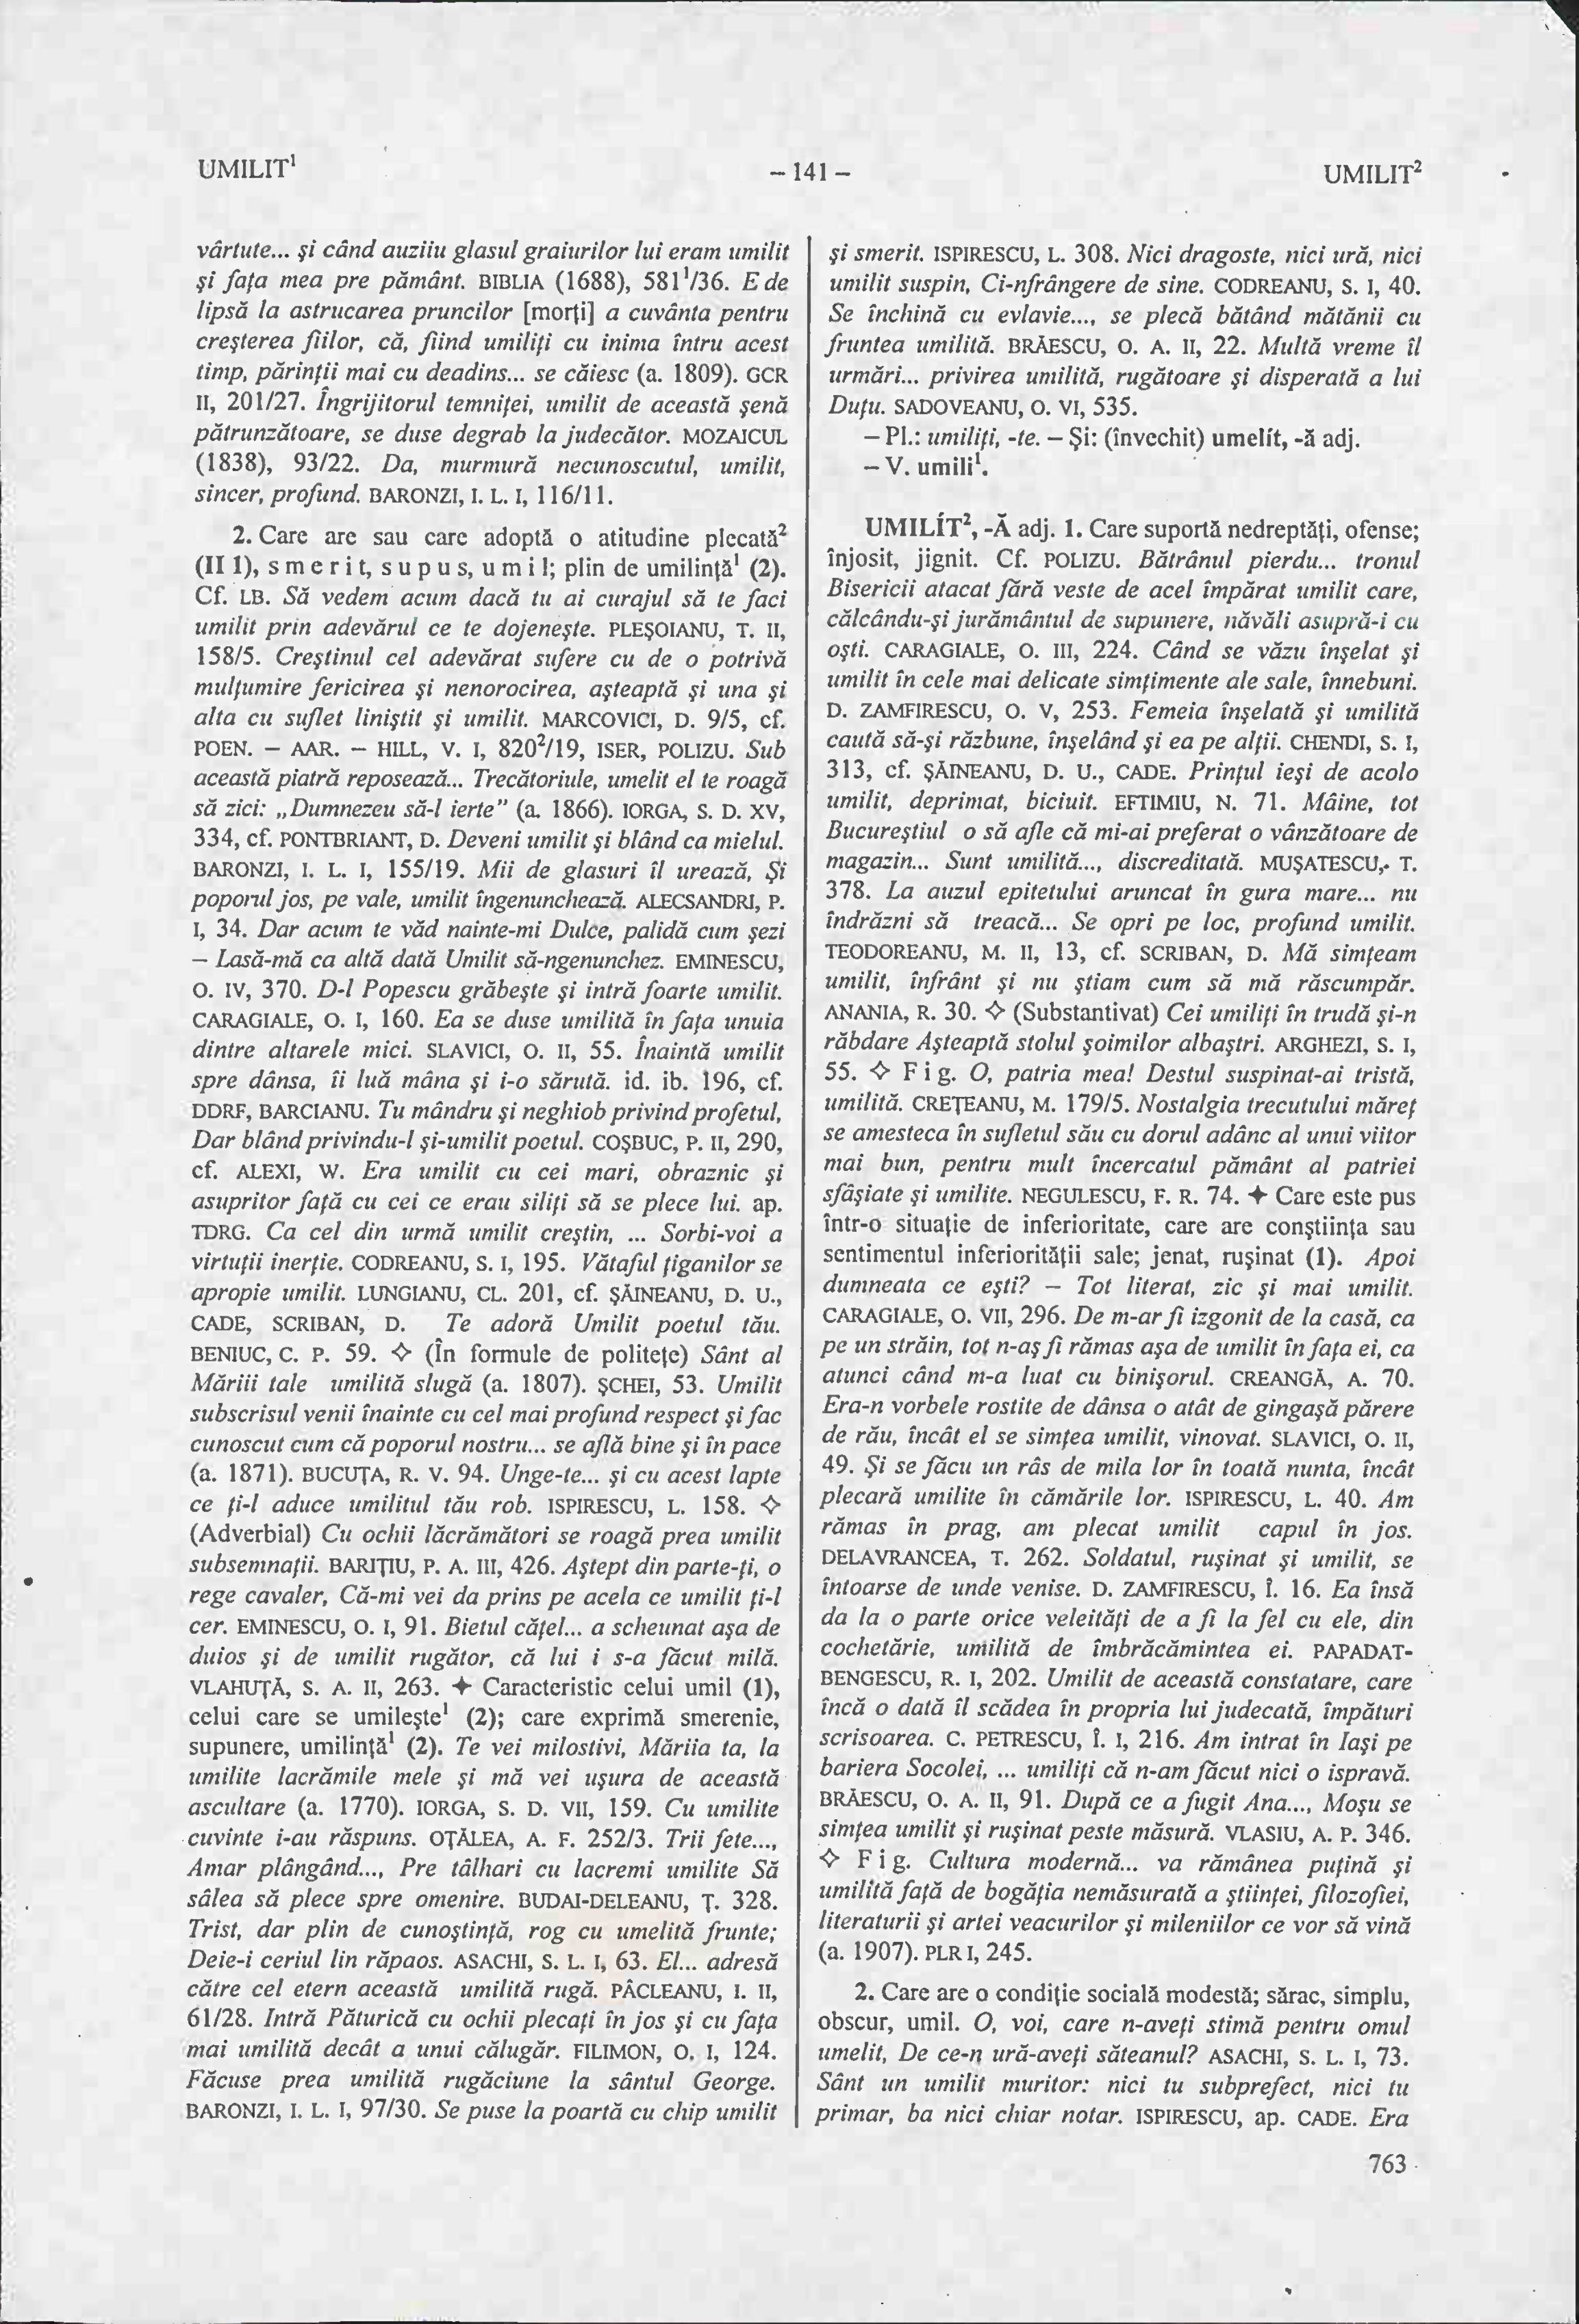 UMILIT¹
– 141 –
UMILIT²
vârtute... şi când auziiu glasul graiurilor lui eram umilit
şi faţa mea pre pământ. BIBLIA (1688), 581¹/36. E de
lipsă la astrucarea pruncilor [morţi] a cuvânta pentru
creşterea fiilor, că, fiind umiliţi cu inima întru acest
timp, părinţii mai cu deadins... se căiesc (a. 1809). GCR
II, 201/27. Îngrijitorul temniţei, umilit de această şenă
pătrunzătoare, se duse degrab la judecător. MOZAICUL
(1838), 93/22. Da, murmură necunoscutul, umilit,
sincer, profund. BARONZI, I. L. I, 116/11.
2. Care are sau care adoptă o atitudine plecată²
(II 1), s m e r i t, s u p u s, u m i l; plin de umilinţă¹ (2).
Cf. LB. Să vedem acum dacă tu ai curajul să te faci
umilit prin adevărul ce te dojeneşte. PLEŞOIANU, T. II,
158/5. Creştinul cel adevărat sufere cu de o potrivă
mulţumire fericirea şi nenorocirea, aşteaptă şi una şi
alta cu suflet liniştit şi umilit. MARCOVICI, D. 9/5, cf.
POEN. – AAR. – HILL, V. I, 820²/19, ISER, POLIZU. Sub
această piatră reposează... Trecătoriule, umelit el te roagă
să zici: „Dumnezeu să-l ierte” (a. 1866). IORGA, S. D. XV,
334, cf. PONTBRIANT, D. Deveni umilit şi blând ca mielul.
BARONZI, I. L. I, 155/19. Mii de glasuri îl urează, Şi
poporul jos, pe vale, umilit îngenunchează. ALECSANDRI, P.
I, 34. Dar acum te văd nainte-mi Dulce, palidă cum şezi
– Lasă-mă ca altă dată Umilit să-ngenunchez. EMINESCU,
O. IV, 370. D-l Popescu grăbeşte şi intră foarte umilit.
CARAGIALE, O. I, 160. Ea se duse umilită în faţa unuia
dintre altarele mici. SLAVICI, O. II, 55. Înaintă umilit
spre dânsa, îi luă mâna şi i-o sărută. id. ib. 196, cf.
DDRF, BARCIANU. Tu mândru şi neghiob privind profetul,
Dar blând privindu-l şi-umilit poetul. COŞBUC, P. II, 290,
cf. ALEXI, W. Era umilit cu cei mari, obraznic şi
asupritor faţă cu cei ce erau siliţi să se plece lui. ap.
TDRG. Ca cel din urmă umilit creştin, ... Sorbi-voi a
virtuţii inerţie. CODREANU, S. I, 195. Vătaful ţiganilor se
apropie umilit. LUNGIANU, CL. 201, cf. ŞĂINEANU, D. U.,
CADE, SCRIBAN, D. Te adoră Umilit poetul tău.
BENIUC, C. P. 59. ◇ (În formule de politeţe) Sânt al
Măriii tale umilită slugă (a. 1807). ŞCHEI, 53. Umilit
subscrisul venii înainte cu cel mai profund respect şi fac
cunoscut cum că poporul nostru... se află bine şi în pace
(a. 1871). BUCUŢA, R. V. 94. Unge-te... şi cu acest lapte
ce ţi-l aduce umilitul tău rob. ISPIRESCU, L. 158. ◇
(Adverbial) Cu ochii lăcrămători se roagă prea umilit
subsemnaţii. BARIŢIU, P. A. III, 426. Aştept din parte-ţi, o
rege cavaler, Că-mi vei da prins pe acela ce umilit ţi-l
cer. EMINESCU, O. I, 91. Bietul căţel... a scheunat aşa de
duios şi de umilit rugător, că lui i s-a făcut milă.
VLAHUŢĂ, S. A. II, 263. ✦ Caracteristic celui umil (1),
celui care se umileşte¹ (2); care exprimă smerenie,
supunere, umilinţă¹ (2). Te vei milostivi, Măriia ta, la
umilite lacrămile mele şi mă vei uşura de această
ascultare (a. 1770). IORGA, S. D. VII, 159. Cu umilite
cuvinte i-au răspuns. OŢĂLEA, A. F. 252/3. Trii fete...,
Amar plângând..., Pre tâlhari cu lacremi umilite Să
sâlea să plece spre omenire. BUDAI-DELEANU, Ţ. 328.
Trist, dar plin de cunoştinţă, rog cu umelită frunte;
Deie-i ceriul lin răpaos. ASACHI, S. L. I, 63. El... adresă
către cel etern această umilită rugă. PÂCLEANU, I. II,
61/28. Intră Păturică cu ochii plecaţi în jos şi cu faţa
mai umilită decât a unui călugăr. FILIMON, O. I, 124.
Făcuse prea umilită rugăciune la sântul George.
BARONZI, I. L. I, 97/30. Se puse la poartă cu chip umilit
şi smerit. ISPIRESCU, L. 308. Nici dragoste, nici ură, nici
umilit suspin, Ci-nfrângere de sine. CODREANU, S. I, 40.
Se închină cu evlavie..., se plecă bătând mătănii cu
fruntea umilită. BRĂESCU, O. A. II, 22. Multă vreme îl
urmări... privirea umilită, rugătoare şi disperată a lui
Duţu. SADOVEANU, O. VI, 535.
– Pl.: umiliţi, -te. – Şi: (învechit) umelít, -ă adj.
– V. umili¹.
UMILÍT², -Ă adj. 1. Care suportă nedreptăţi, ofense;
înjosit, jignit. Cf. POLIZU. Bătrânul pierdu... tronul
Bisericii atacat fără veste de acel împărat umilit care,
călcându-şi jurământul de supunere, năvăli asupră-i cu
oşti. CARAGIALE, O. III, 224. Când se văzu înşelat şi
umilit în cele mai delicate simţimente ale sale, înnebuni.
D. ZAMFIRESCU, O. V, 253. Femeia înşelată şi umilită
caută să-şi răzbune, înşelând şi ea pe alţii. CHENDI, S. I,
313, cf. ŞĂINEANU, D. U., CADE. Prinţul ieşi de acolo
umilit, deprimat, biciuit. EFTIMIU, N. 71. Mâine, tot
Bucureştiul o să afle că mi-ai preferat o vânzătoare de
magazin... Sunt umilită..., discreditată. MUŞATESCU, T.
378. La auzul epitetului aruncat în gura mare... nu
îndrăzni să treacă... Se opri pe loc, profund umilit.
TEODOREANU, M. II, 13, cf. SCRIBAN, D. Mă simţeam
umilit, înfrânt şi nu ştiam cum să mă răscumpăr.
ANANIA, R. 30. ◇ (Substantivat) Cei umiliţi în trudă şi-n
răbdare Aşteaptă stolul şoimilor albaştri. ARGHEZI, S. I,
55. ◇ F i g. O, patria mea! Destul suspinat-ai tristă,
umilită. CREŢEANU, M. 179/5. Nostalgia trecutului măreţ
se amesteca în sufletul său cu dorul adânc al unui viitor
mai bun, pentru mult încercatul pământ al patriei
sfâşiate şi umilite. NEGULESCU, F. R. 74. ✦ Care este pus
într-o situaţie de inferioritate, care are conştiinţa sau
sentimentul inferiorităţii sale; jenat, ruşinat (1). Apoi
dumneata ce eşti? – Tot literat, zic şi mai umilit.
CARAGIALE, O. VII, 296. De m-ar fi izgonit de la casă, ca
pe un străin, tot n-aş fi rămas aşa de umilit în faţa ei, ca
atunci când m-a luat cu binişorul. CREANGĂ, A. 70.
Era-n vorbele rostite de dânsa o atât de gingaşă părere
de rău, încât el se simţea umilit, vinovat. SLAVICI, O. II,
49. Şi se făcu un râs de mila lor în toată nunta, încât
plecară umilite în cămările lor. ISPIRESCU, L. 40. Am
rămas în prag, am plecat umilit capul în jos.
DELAVRANCEA, T. 262. Soldatul, ruşinat şi umilit, se
întoarse de unde venise. D. ZAMFIRESCU, Î. 16. Ea însă
da la o parte orice veleităţi de a fi la fel cu ele, din
cochetărie, umilită de îmbrăcămintea ei. PAPADAT-
BENGESCU, R. I, 202. Umilit de această constatare, care
încă o dată îl scădea în propria lui judecată, împături
scrisoarea. C. PETRESCU, Î. I, 216. Am intrat în Iaşi pe
bariera Socolei, ... umiliţi că n-am făcut nici o ispravă.
BRĂESCU, O. A. II, 91. După ce a fugit Ana..., Moşu se
simţea umilit şi ruşinat peste măsură. VLASIU, A. P. 346.
◇ F i g. Cultura modernă... va rămânea puţină şi
umilită faţă de bogăţia nemăsurată a ştiinţei, filozofiei,
literaturii şi artei veacurilor şi mileniilor ce vor să vină
(a. 1907). PLR I, 245.
2. Care are o condiţie socială modestă; sărac, simplu,
obscur, umil. O, voi, care n-aveţi stimă pentru omul
umelit, De ce-n ură-aveţi săteanul? ASACHI, S. L. I, 73.
Sânt un umilit muritor: nici tu subprefect, nici tu
primar, ba nici chiar notar. ISPIRESCU, ap. CADE. Era
763